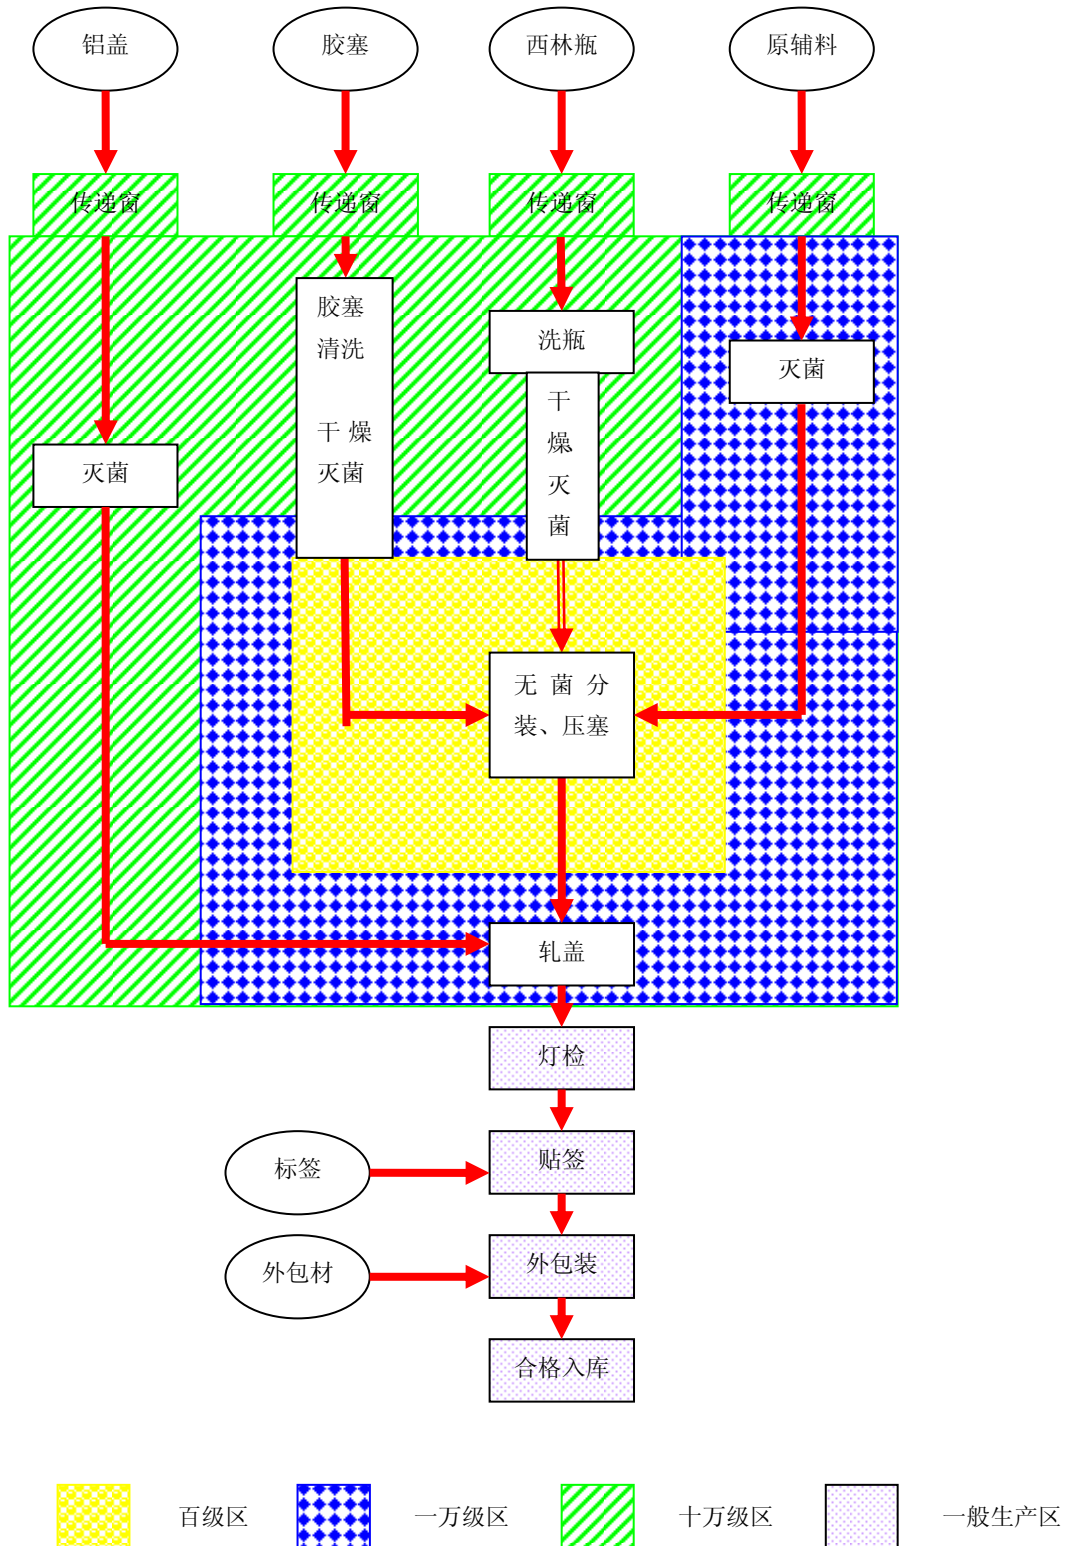 铝盖
胶塞
西林瓶
原辅料
传递窗
传递窗
传递窗
传递窗
胶塞
清洗
干 燥
灭菌
洗瓶
干
燥
灭
菌
灭菌
灭菌
无 菌 分
装、压塞
轧盖
灯检
标签
贴签
外包材
外包装
合格入库
百级区
一万级区
十万级区
一般生产区